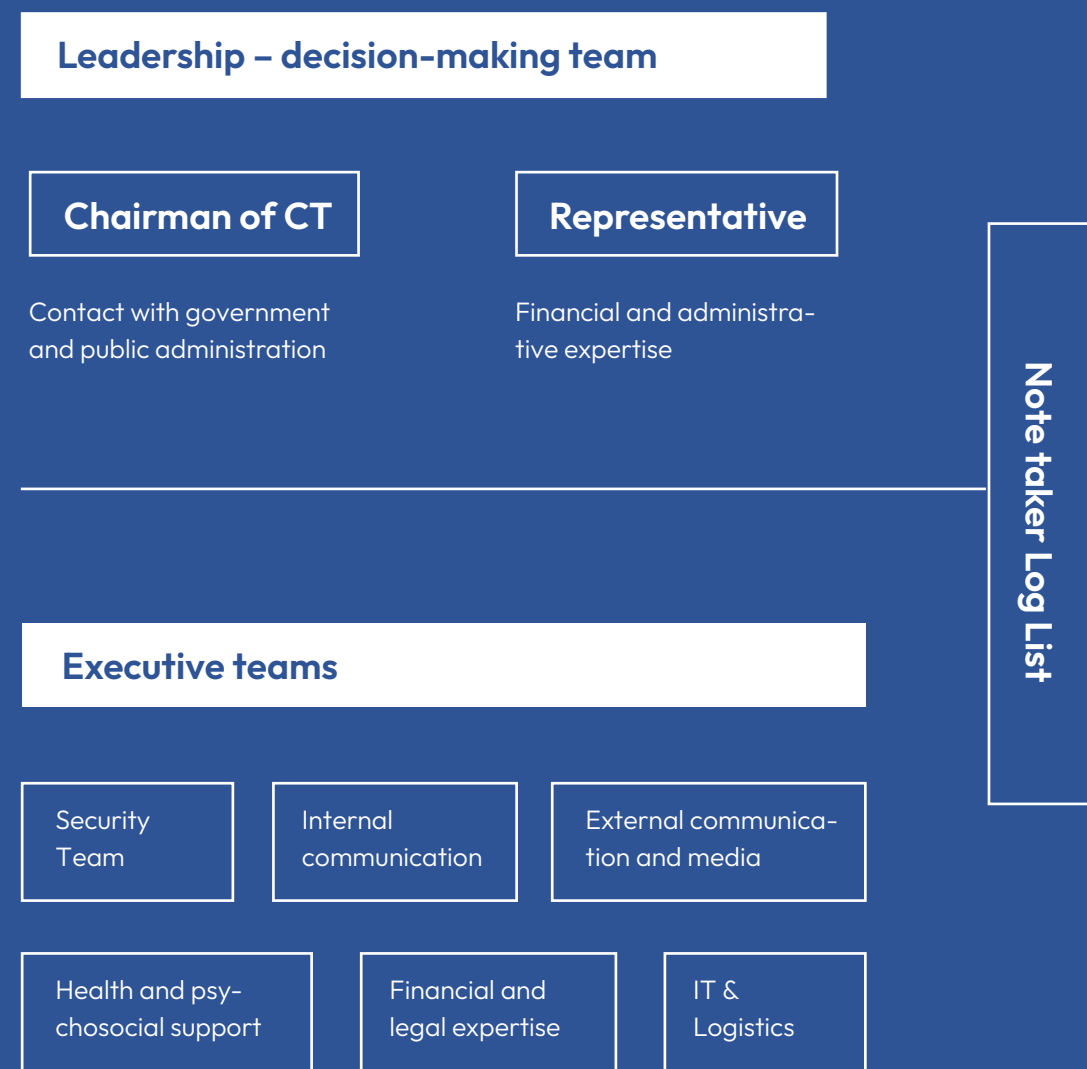 Leadership – decision-making team
Chairman of CT
Representative
Contact with government
and public administration
Financial and administra-
tive expertise
Note taker Log List
Executive teams
Security
Team
Internal
communication
External communica-
tion and media
Health and psy-
chosocial support
Financial and
legal expertise
IT &
Logistics